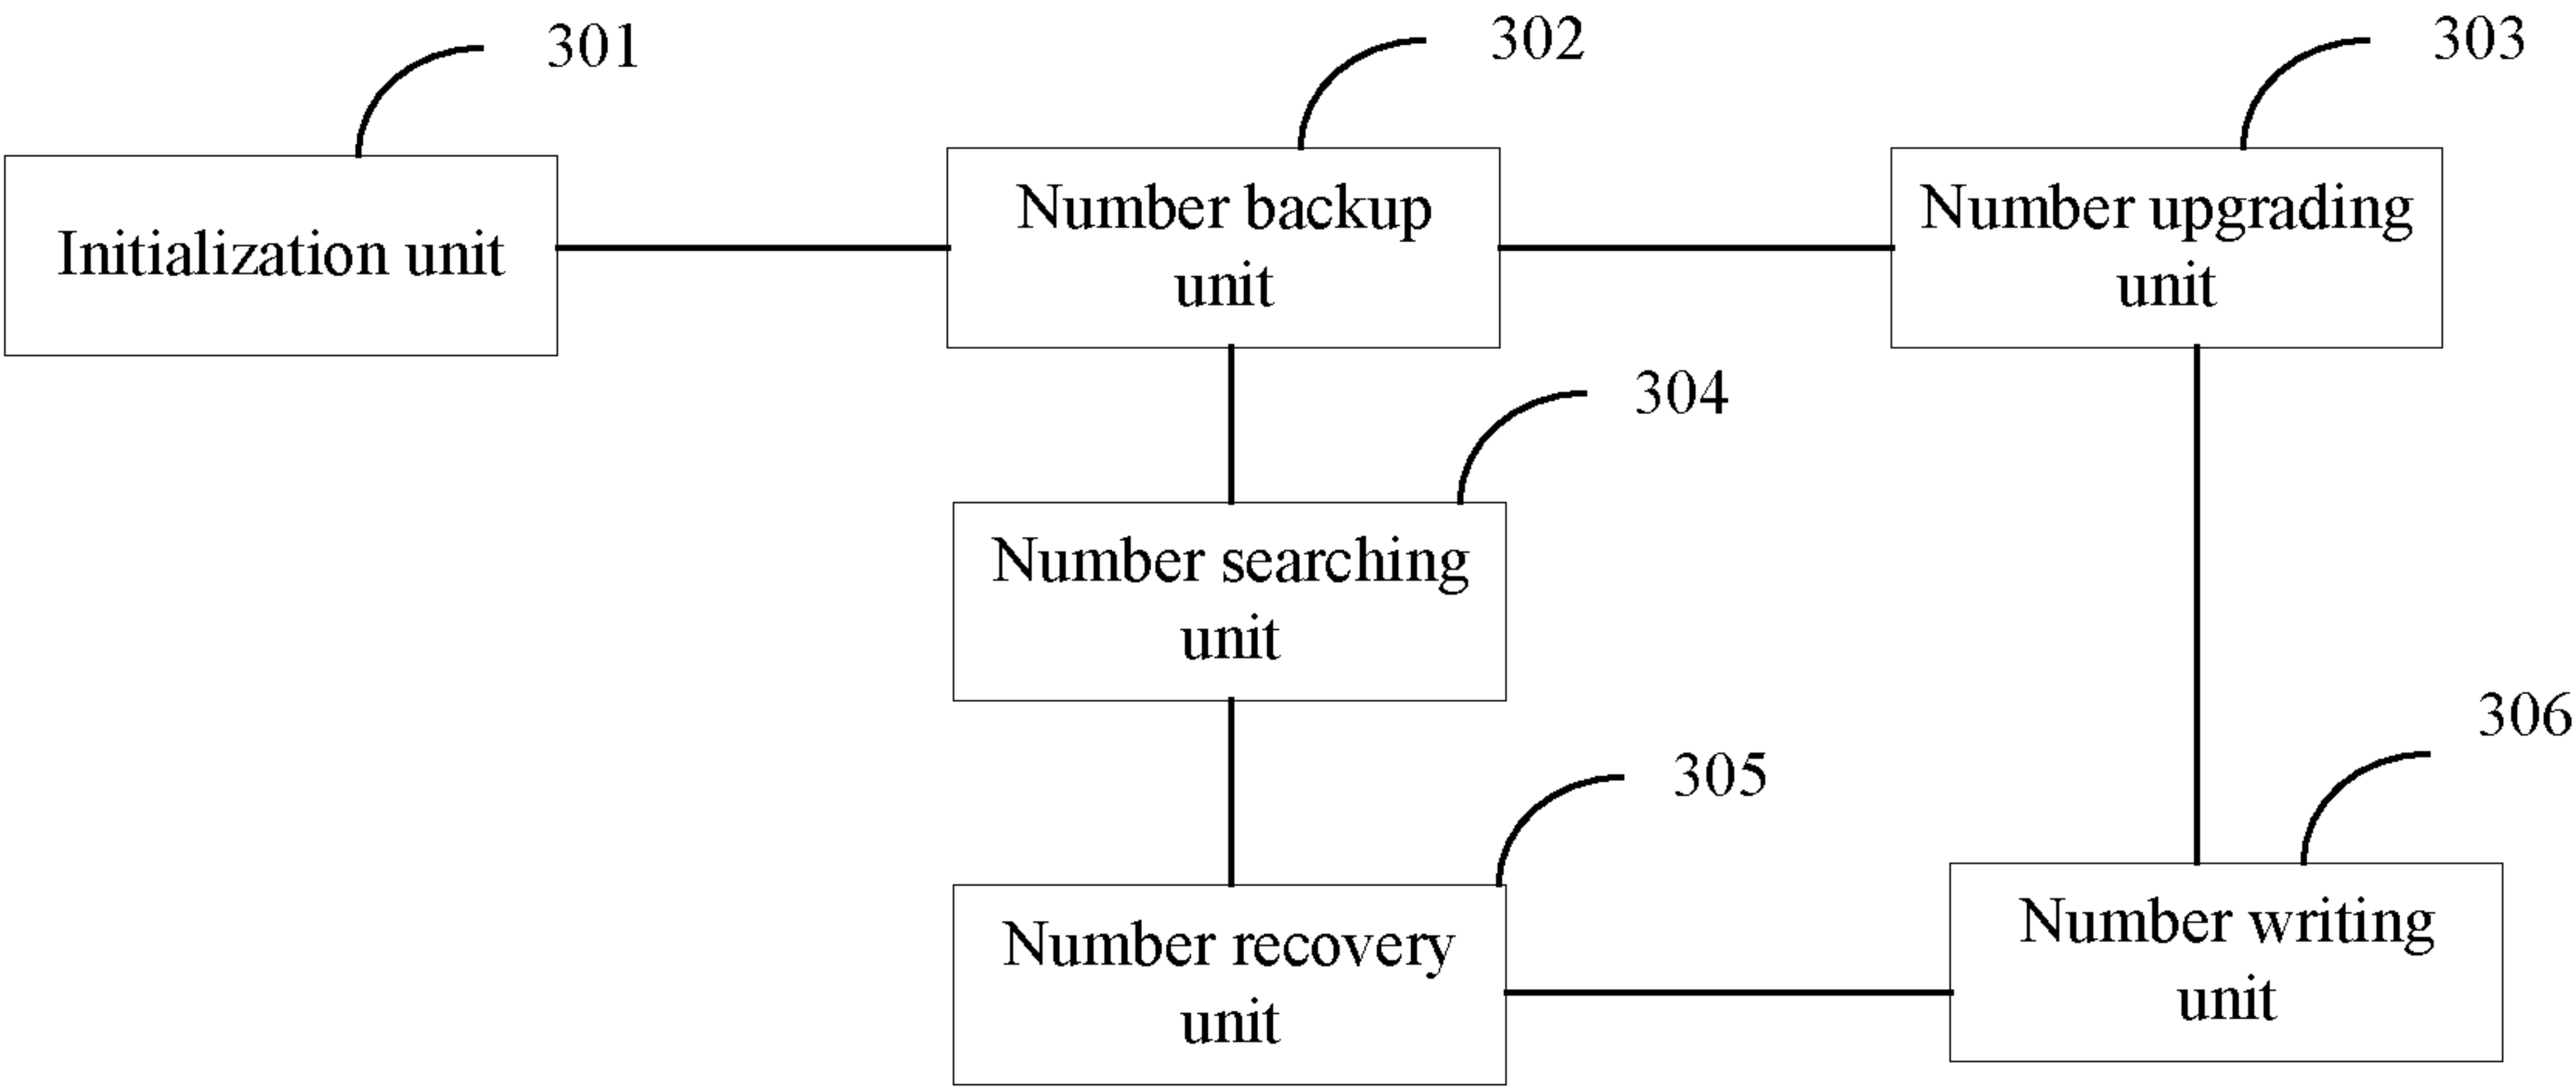 301
302
303
Initialization unit
Number backup
unit
Number upgrading
unit
304
Number searching
unit
305
306
Number recovery
unit
Number writing
unit